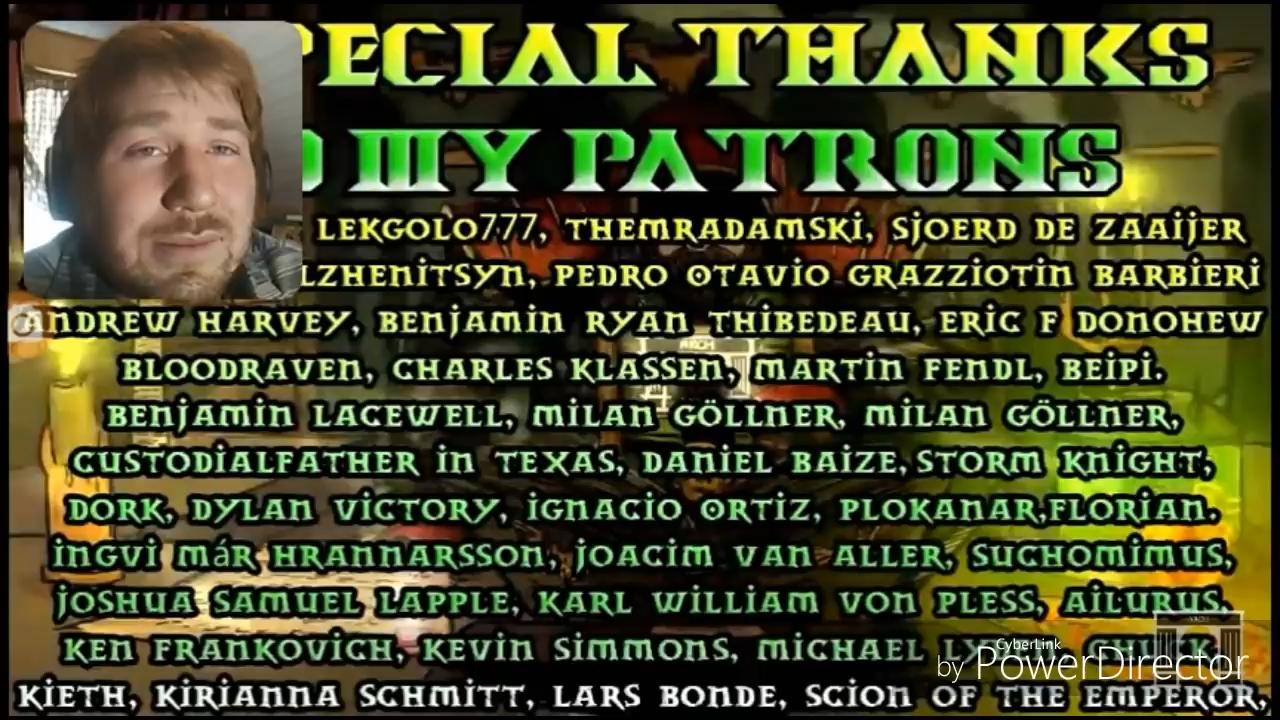 PECIAL THANKS
O MY PATRONS
LEKGOLO777, THEMRADAMSKI, SJOERD DE ZAAIJER
LZHENITSYN, PEDRO OTAVIO GRAZZIOTIN BARBIERI
ANDREW HARVEY, BENJAMIN RYAN THIBEDEAU, ERIC F DONOHEW
BLOODRAVEN, CHARLES KLASSEN, MARTIN FENDL, BEIPI.
ARCH
BENJAMIN LACEWELL, MILAN GÖLLNER, MILAN GÖLLNER,
CUSTODIALFATHER IN TEXAS, DANIEL BAIZE, STORM KNIGHT,
DORK, DYLAN VICTORY, IGNACIO ORTIZ, PLOKANAR,FLORIAN.
INGVI MÁR HRANNARSSON, JOACIM VAN ALLER, SUCHOMIMUS,
JOSHUA SAMUEL LAPPLE, KARL WILLIAM VON PLESS, AILURUS,
KEN FRANKOVICH, KEVIN SIMMONS, MICHAEL
CyberLink
by PowerDirector
KIETH, KIRIANNA SCHMITT, LARS BONDE, SCION OF THE EMPEROR,